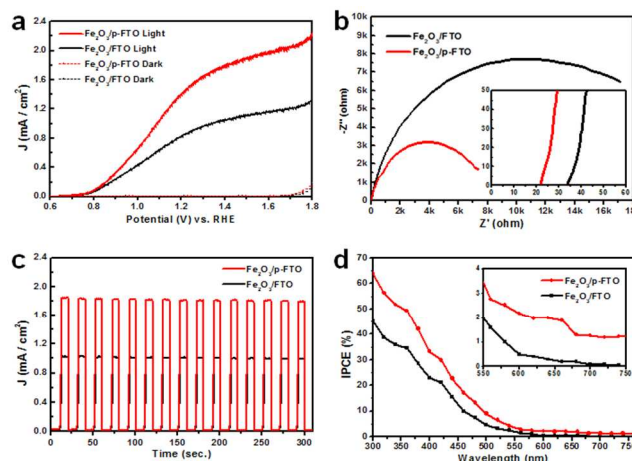 a
Fe2O3/p-FTO Light
Fe2O3/FTO Light
Fe2O3/p-FTO Dark
Fe2O3/FTO Dark
2.4
2.0
1.6
1.2
0.8
0.4
0.0
J (mA / cm²)
0.6 0.8 1.0 1.2 1.4 1.6 1.8
Potential (V) vs. RHE
b
Fe2O3/FTO
Fe2O3/p-FTO
10k
9k
8k
7k
6k
5k
4k
3k
2k
1k
0
-Z'' (ohm)
50
40
30
20
10
0
0 10 20 30 40 50 60
0 2k 4k 6k 8k 10k 12k 14k 16k
Z' (ohm)
c
Fe2O3/p-FTO
Fe2O3/FTO
2.4
2.0
1.6
1.2
0.8
0.4
0.0
J (mA / cm²)
0 50 100 150 200 250 300
Time (sec.)
d
70
60
50
40
30
20
10
0
IPCE (%)
Fe2O3/p-FTO
Fe2O3/FTO
4
3
2
1
0
550 600 650 700 750
300 350 400 450 500 550 600 650 700 750
Wavelength (nm)